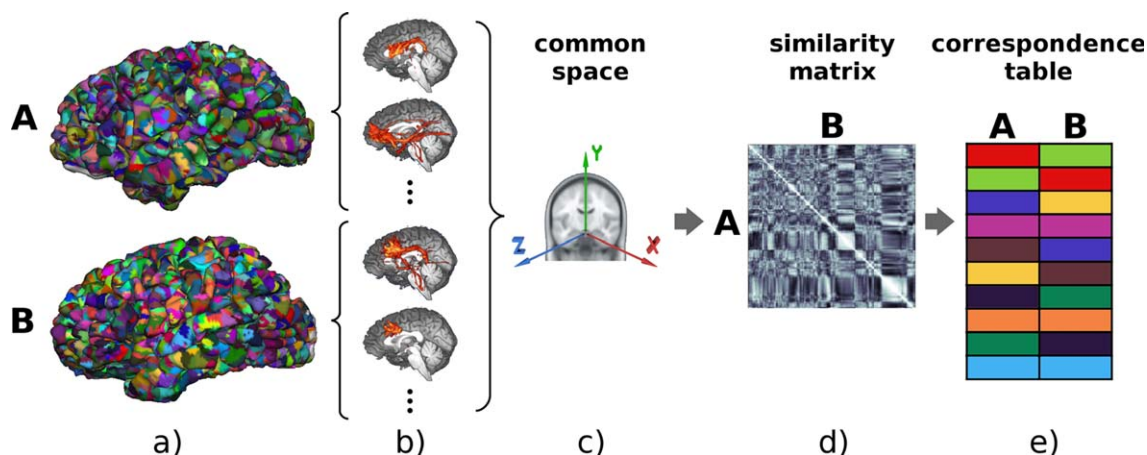 common
space
similarity
matrix
correspondence
table
A
B
A B
Y
A
Z X
B
a) b) c) d) e)